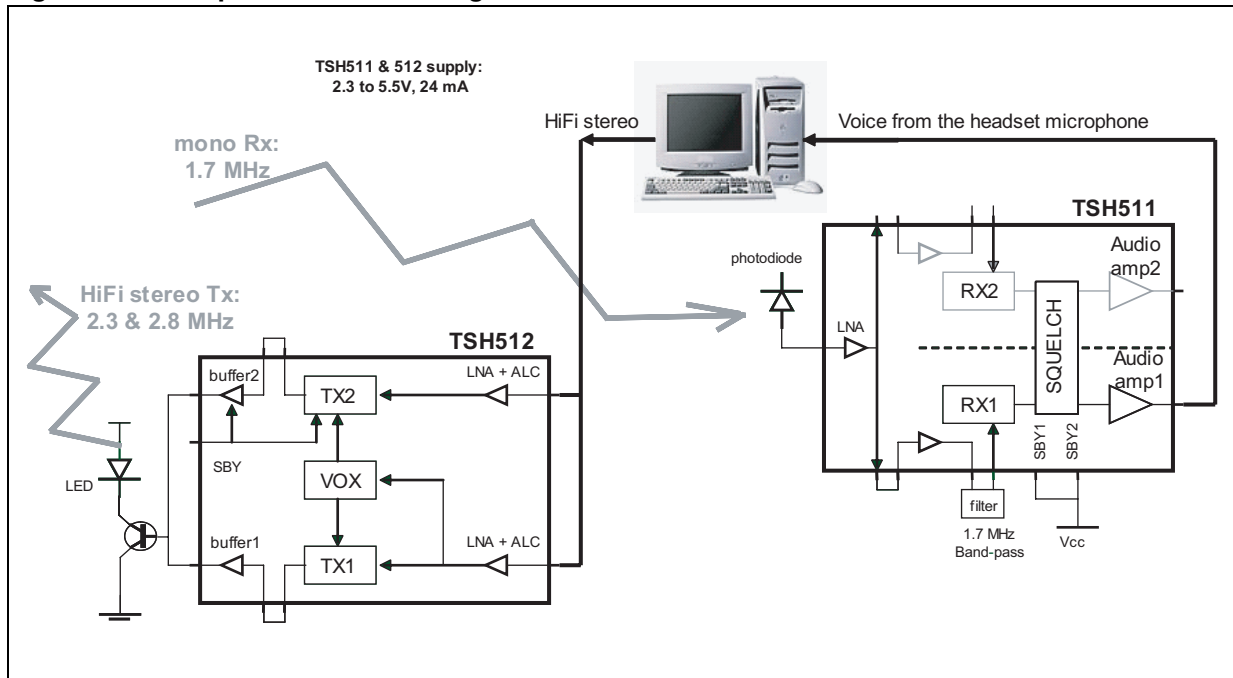 TSH511 & 512 supply:
2.3 to 5.5V, 24 mA
HiFi stereo
Voice from the headset microphone
mono Rx:
1.7 MHz
TSH511
photodiode
Audio
amp2
RX2
HiFi stereo Tx:
2.3 & 2.8 MHz
LNA
SQUELCH
TSH512
Audio
amp1
buffer2
LNA + ALC
TX2
RX1
SBY
SBY1
SBY2
VOX
LED
filter
buffer1
LNA + ALC
1.7 MHz
Band-pass
Vcc
TX1